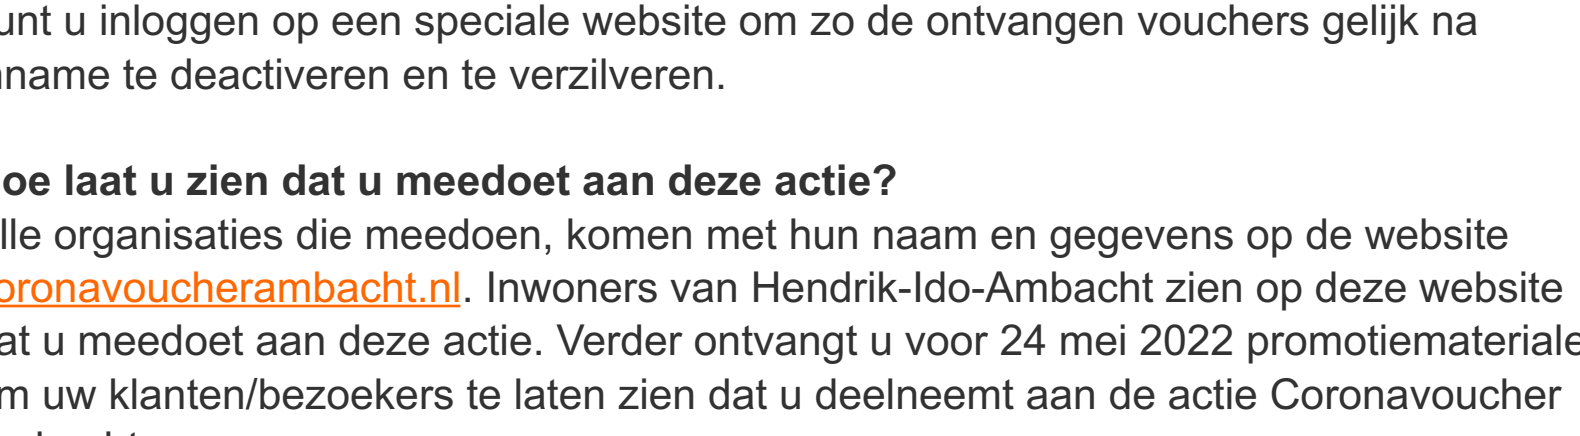 unt u inloggen op een speciale website om zo de ontvangen vouchers gelijk na
name te deactiveren en te verzilveren.
oe laat u zien dat u meedoet aan deze actie?
lle organisaties die meedoen, komen met hun naam en gegevens op de website
oronavoucherambacht.nl. Inwoners van Hendrik-Ido-Ambacht zien op deze website
at u meedoet aan deze actie. Verder ontvangt u voor 24 mei 2022 promotiemateriale
m uw klanten/bezoekers te laten zien dat u deelneemt aan de actie Coronavoucher